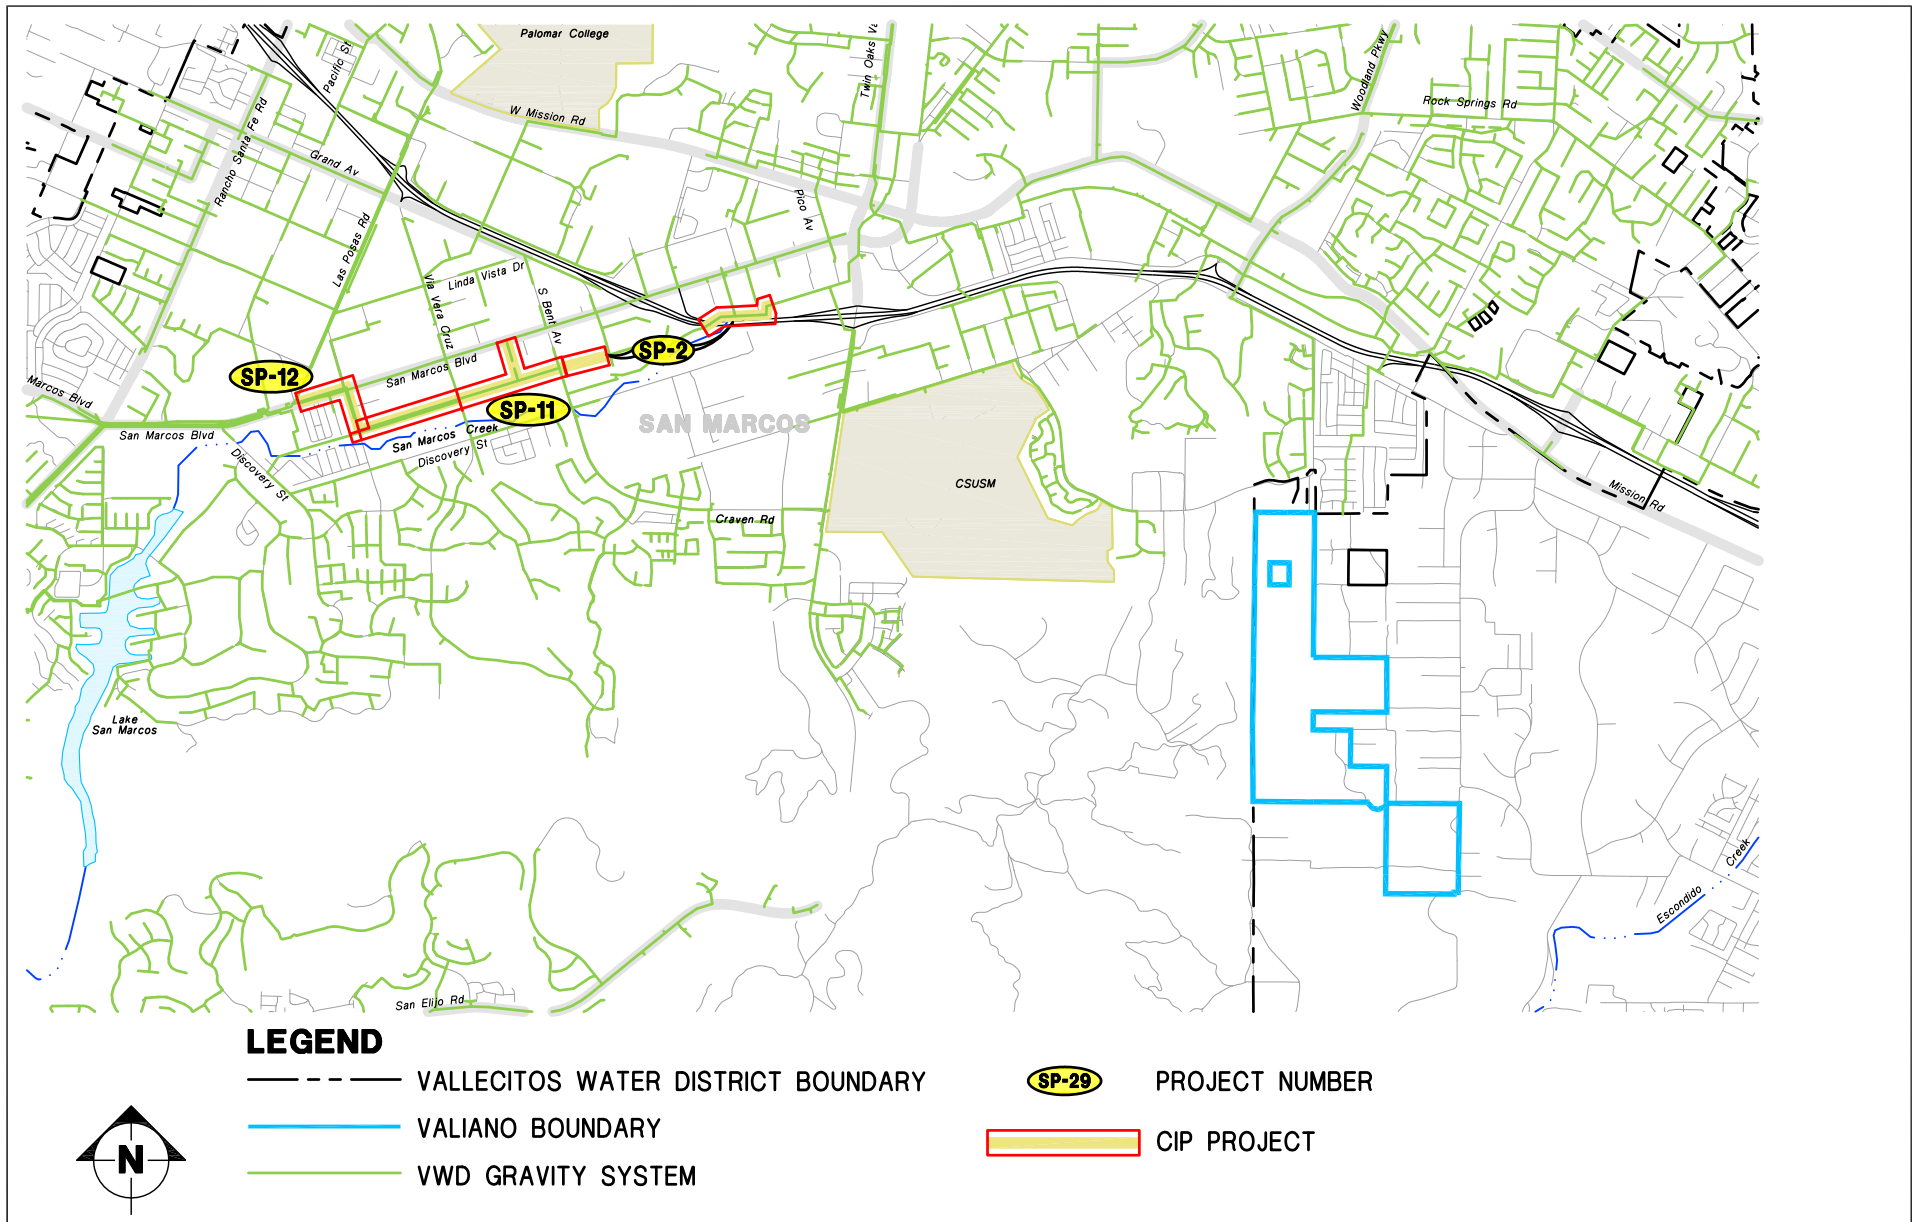 Palomar College
Pacific St
Twin Oaks Va
Woodland Pkwy
Rock Springs Rd
W Mission Rd
Rancho Santa Fe Rd
Grand Av
Pico Av
Las Posas Rd
Linda Vista Dr
Via Vera Cruz
S Bent Av
SP-2
SP-12
San Marcos Blvd
SP-11
Marcos Blvd
San Marcos Blvd
SAN MARCOS
San Marcos Creek
Discovery St
Discovery St
CSUSM
Mission Rd
Craven Rd
Lake
San Marcos
Creek
Escondido
San Elijo Rd
LEGEND
VALLECITOS WATER DISTRICT BOUNDARY
SP-29 PROJECT NUMBER
VALIANO BOUNDARY
CIP PROJECT
VWD GRAVITY SYSTEM
N